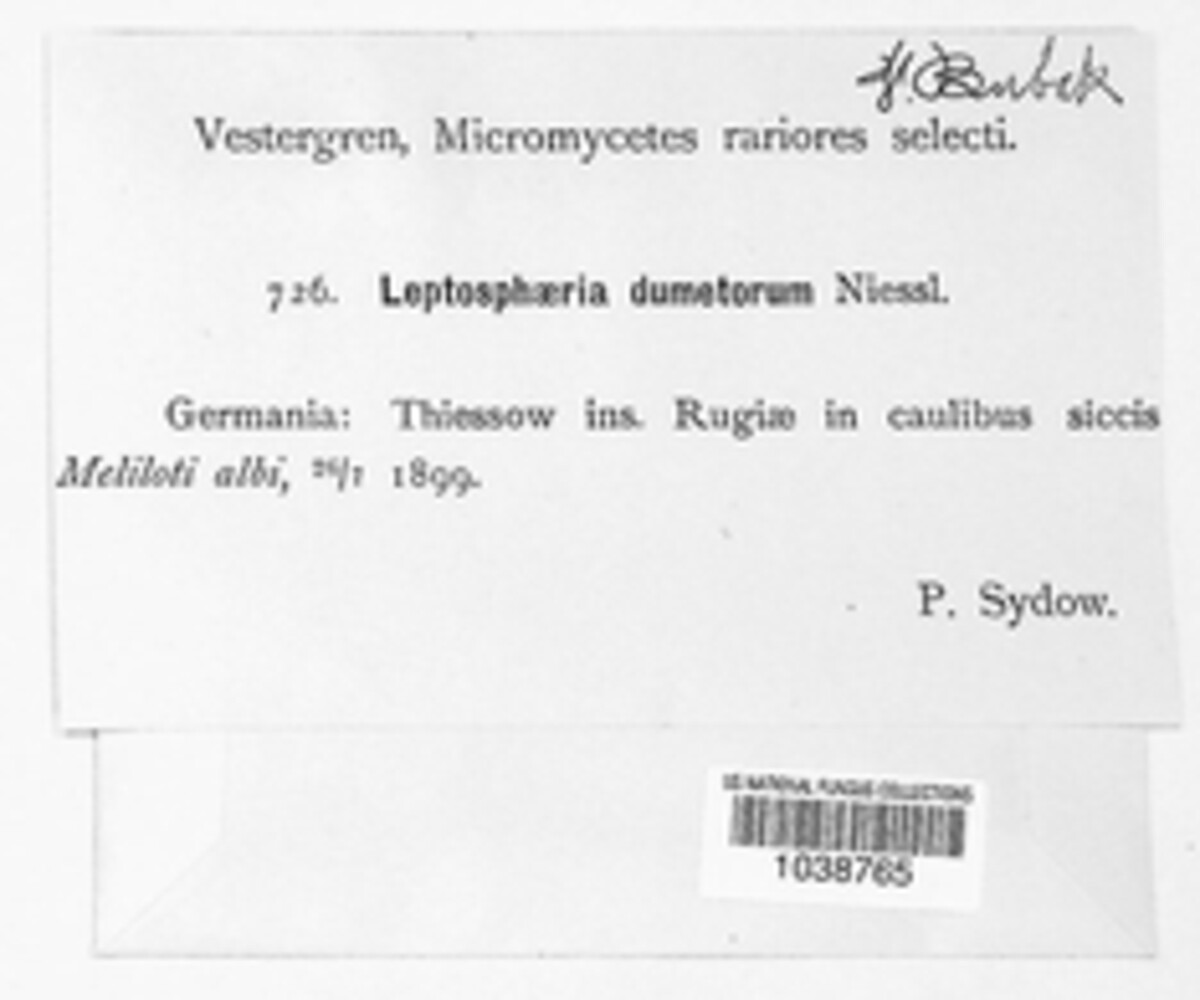 Vestergren, Micromycetes rariores selecti.
726. Leptosphæria dumetorum Niessl.
Germania: Thiessow ins. Rugiæ in caulibus siccis
Meliloti albi, 26/7 1899.
P. Sydow.
US NATIONAL FUNGUS COLLECTIONS
1038765